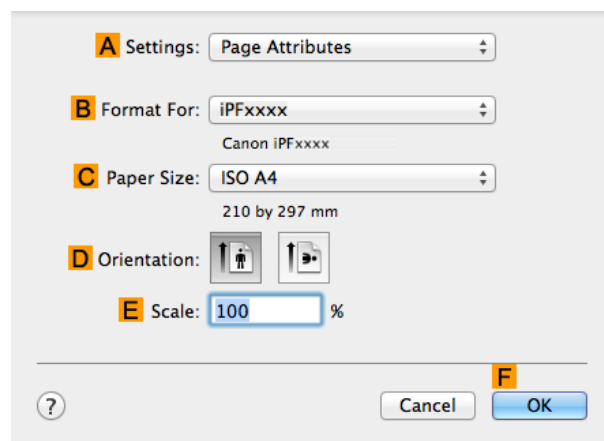 A Settings: Page Attributes
B Format For: iPFxxxx
Canon iPFxxxx
C Paper Size: ISO A4
210 by 297 mm
D Orientation:
E Scale: 100 %
F
? Cancel OK